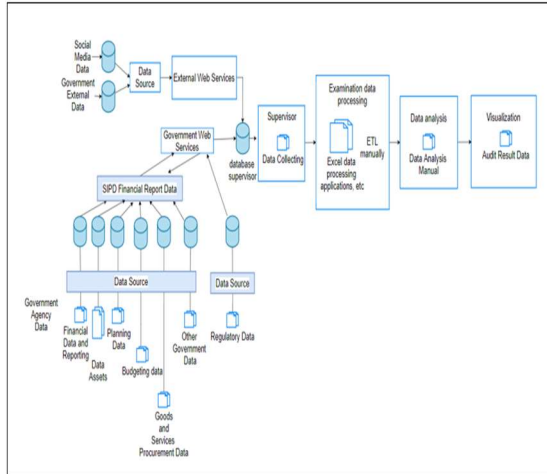 Social
Media
Data
Government
External
Data
Data
Source
External Web Services
Government Web
Services
database
supervisor
Supervisor
Data Collecting
Examination data
processing
ETL
manually
Excel data
processing
applications, etc
Data analysis
Data Analysis
Manual
Visualization
Audit Result Data
SIPD Financial Report Data
Data Source
Data Source
Government
Agency
Data
Financial
Data and
Reporting
Data
Assets
Planning
Data
Budgeting data
Goods
and
Services
Procurement Data
Other
Government
Data
Regulatory Data